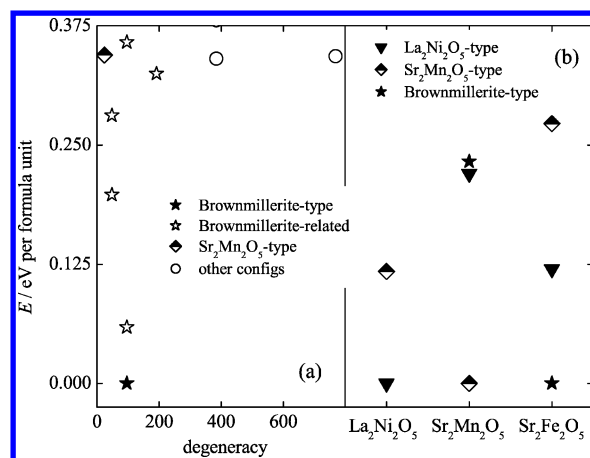 0.375
0.250
0.125
0.000
E / eV per formula unit
Brownmillerite-type
Brownmillerite-related
Sr2Mn2O5-type
other configs
(a)
0 200 400 600
degeneracy
La2Ni2O5-type
Sr2Mn2O5-type
Brownmillerite-type
(b)
La2Ni2O5 Sr2Mn2O5 Sr2Fe2O5